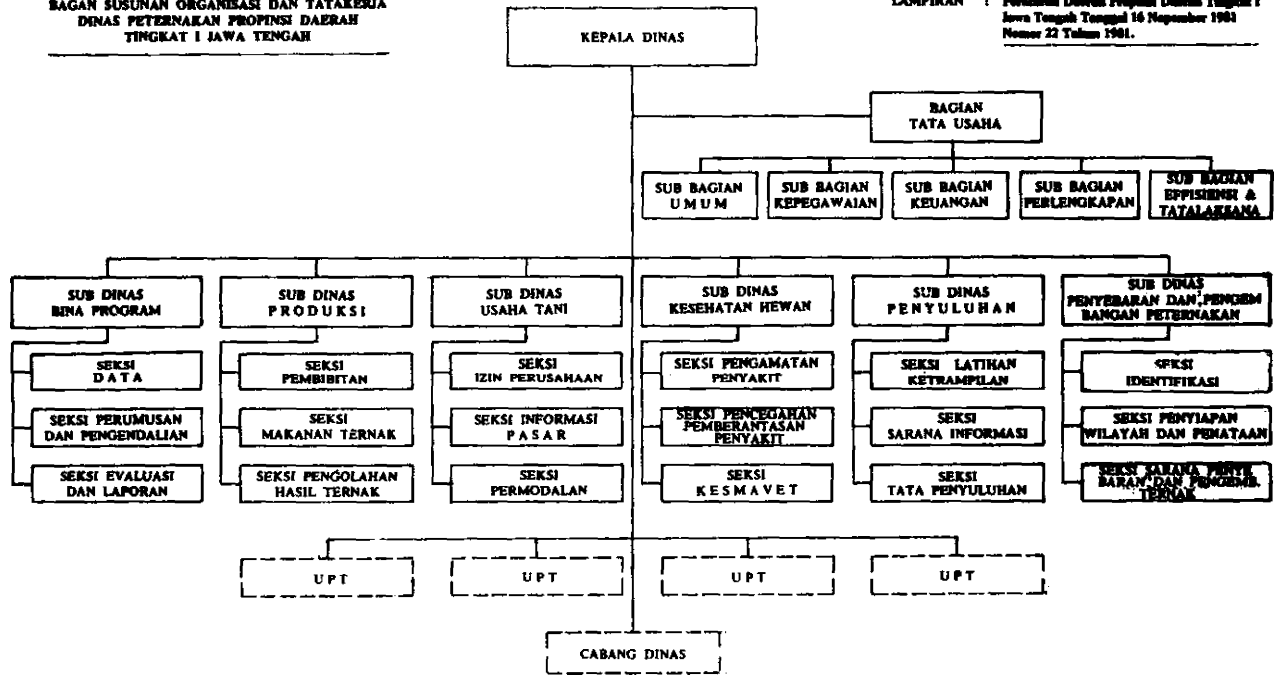 BAGAN SUSUNAN ORGANISASI DAN TATAKERJA
DINAS PETERNAKAN PROPINSI DAERAH
TINGKAT I JAWA TENGAH
LAMPIRAN : Peraturan Daerah Propinsi Daerah Tingkat I
Jawa Tengah Tanggal 16 Nopember 1981
Nomor 22 Tahun 1981.
KEPALA DINAS
BAGIAN
TATA USAHA
SUB BAGIAN
UMUM
SUB BAGIAN
KEPEGAWAIAN
SUB BAGIAN
KEUANGAN
SUB BAGIAN
PERLENGKAPAN
SUB BAGIAN
EFFISIENSI &
TATALAKSANA
SUB DINAS
BINA PROGRAM
SUB DINAS
PRODUKSI
SUB DINAS
USAHA TANI
SUB DINAS
KESEHATAN HEWAN
SUB DINAS
PENYULUHAN
SUB DINAS
PENYEBARAN DAN PENGEM
BANGAN PETERNAKAN
SEKSI
DATA
SEKSI PERUMUSAN
DAN PENGENDALIAN
SEKSI EVALUASI
DAN LAPORAN
SEKSI
PEMBIBITAN
SEKSI
MAKANAN TERNAK
SEKSI PENGOLAHAN
HASIL TERNAK
SEKSI
IZIN PERUSAHAAN
SEKSI INFORMASI
PASAR
SEKSI
PERMODALAN
SEKSI PENGAMATAN
PENYAKIT
SEKSI PENCEGAHAN
PEMBERANTASAN
PENYAKIT
SEKSI
KESMAVET
SEKSI LATIHAN
KETRAMPILAN
SEKSI
SARANA INFORMASI
SEKSI
TATA PENYULUHAN
SEKSI
IDENTIFIKASI
SEKSI PENYIAPAN
WILAYAH DAN PENATAAN
SEKSI SARANA PENYE
BARAN DAN PENGEMB.
TERNAK
UPT
UPT
UPT
UPT
CABANG DINAS